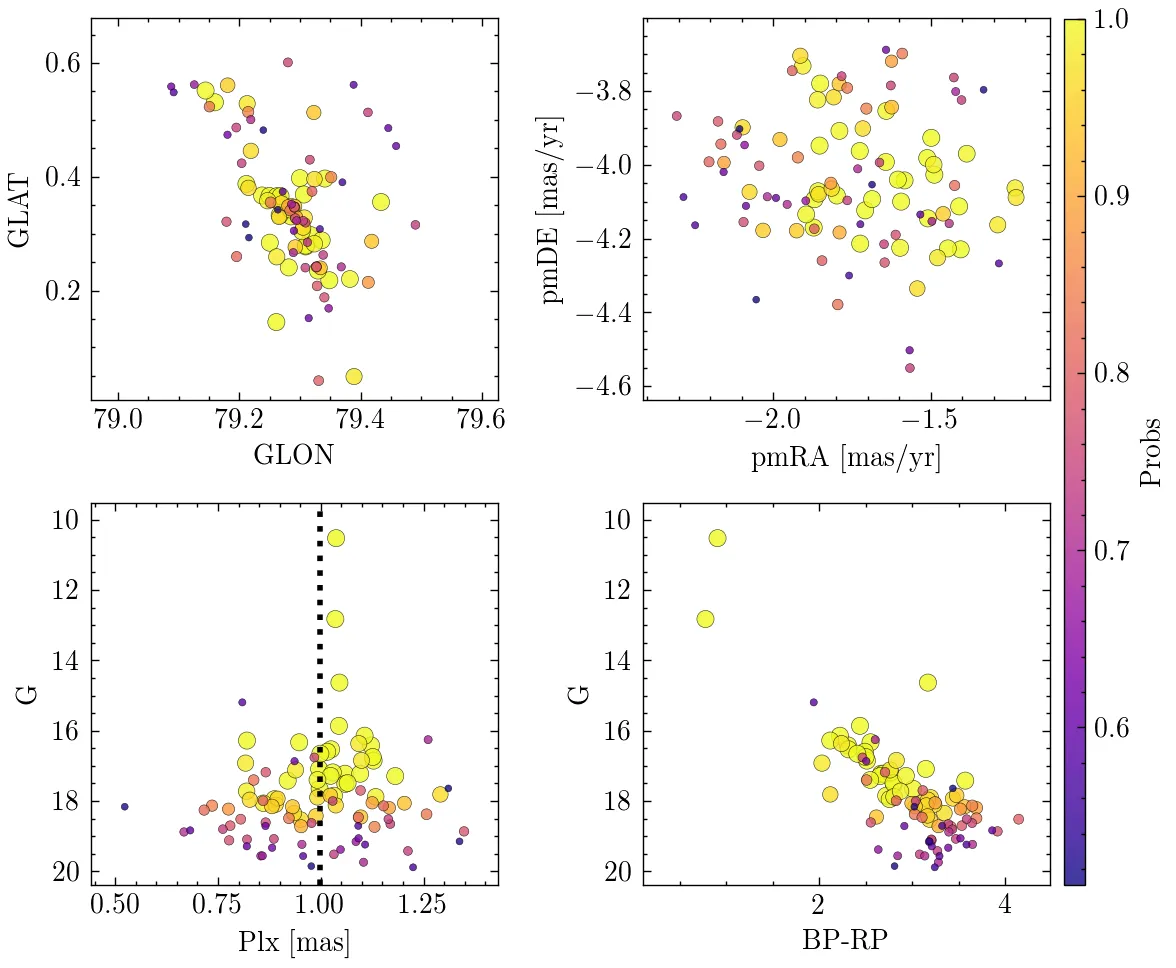 0.6
0.4
0.2
GLAT
79.0 79.2 79.4 79.6
GLON
−3.8
−4.0
−4.2
−4.4
−4.6
pmDE [mas/yr]
−2.0 −1.5
pmRA [mas/yr]
1.0
0.9
0.8
0.7
0.6
Probs
10
12
14
16
18
20
G
0.50 0.75 1.00 1.25
Plx [mas]
10
12
14
16
18
20
G
2 4
BP-RP